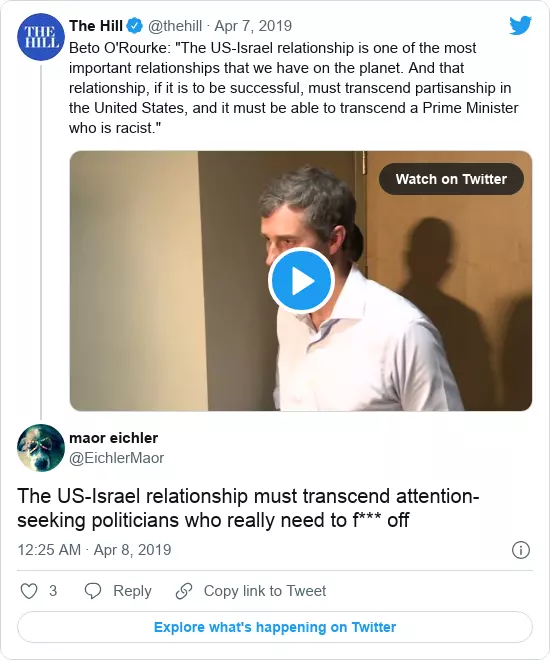 THE
HILL
The Hill @thehill · Apr 7, 2019
Beto O'Rourke: "The US-Israel relationship is one of the most
important relationships that we have on the planet. And that
relationship, if it is to be successful, must transcend partisanship in
the United States, and it must be able to transcend a Prime Minister
who is racist."
Watch on Twitter
maor eichler
@EichlerMaor
The US-Israel relationship must transcend attention-
seeking politicians who really need to f*** off
12:25 AM · Apr 8, 2019
3 Reply Copy link to Tweet
Explore what's happening on Twitter